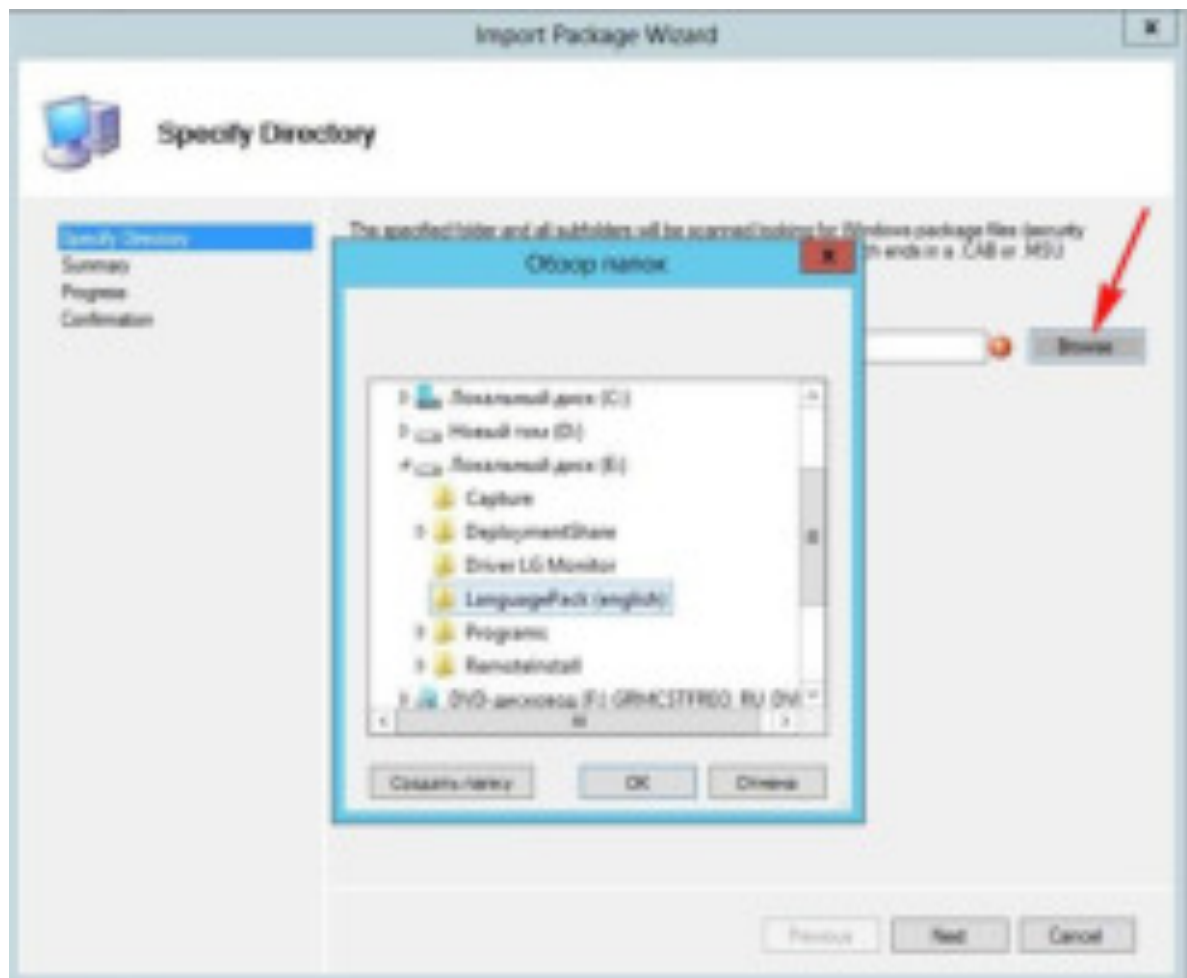 Import Package Wizard
Specify Directory
Specify Directory
Summary
Progress
Confirmation
The specified folder and all subfolders will be scanned looking for Windows package files (security
ends in a .CAB or .MSU
Browse
Обзор папок
Локальный диск (C:)
Новый том (D:)
Локальный диск (E:)
Capture
DeploymentShare
Driver LG Monitor
LanguagePack (english)
Programs
RemoteInstall
DVD-дисковод (F:)
Создать папку
OK
Отмена
Previous
Next
Cancel